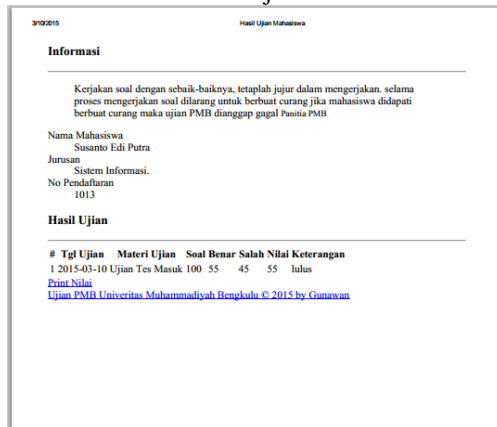 3/10/2015 Hasil Ujian Mahasiswa
Informasi
Kerjakan soal dengan sebaik-baiknya, tetaplah jujur dalam mengerjakan. selama
proses mengerjakan soal dilarang untuk berbuat curang jika mahasiswa didapati
berbuat curang maka ujian PMB dianggap gagal Panitia PMB
Nama Mahasiswa
Susanto Edi Putra
Jurusan
Sistem Informasi.
No Pendaftaran
1013
Hasil Ujian
# Tgl Ujian Materi Ujian Soal Benar Salah Nilai Keterangan
1 2015-03-10 Ujian Tes Masuk 100 55 45 55 lulus
Print Nilai
Ujian PMB Univeritas Muhammadiyah Bengkulu © 2015 by Gunawan